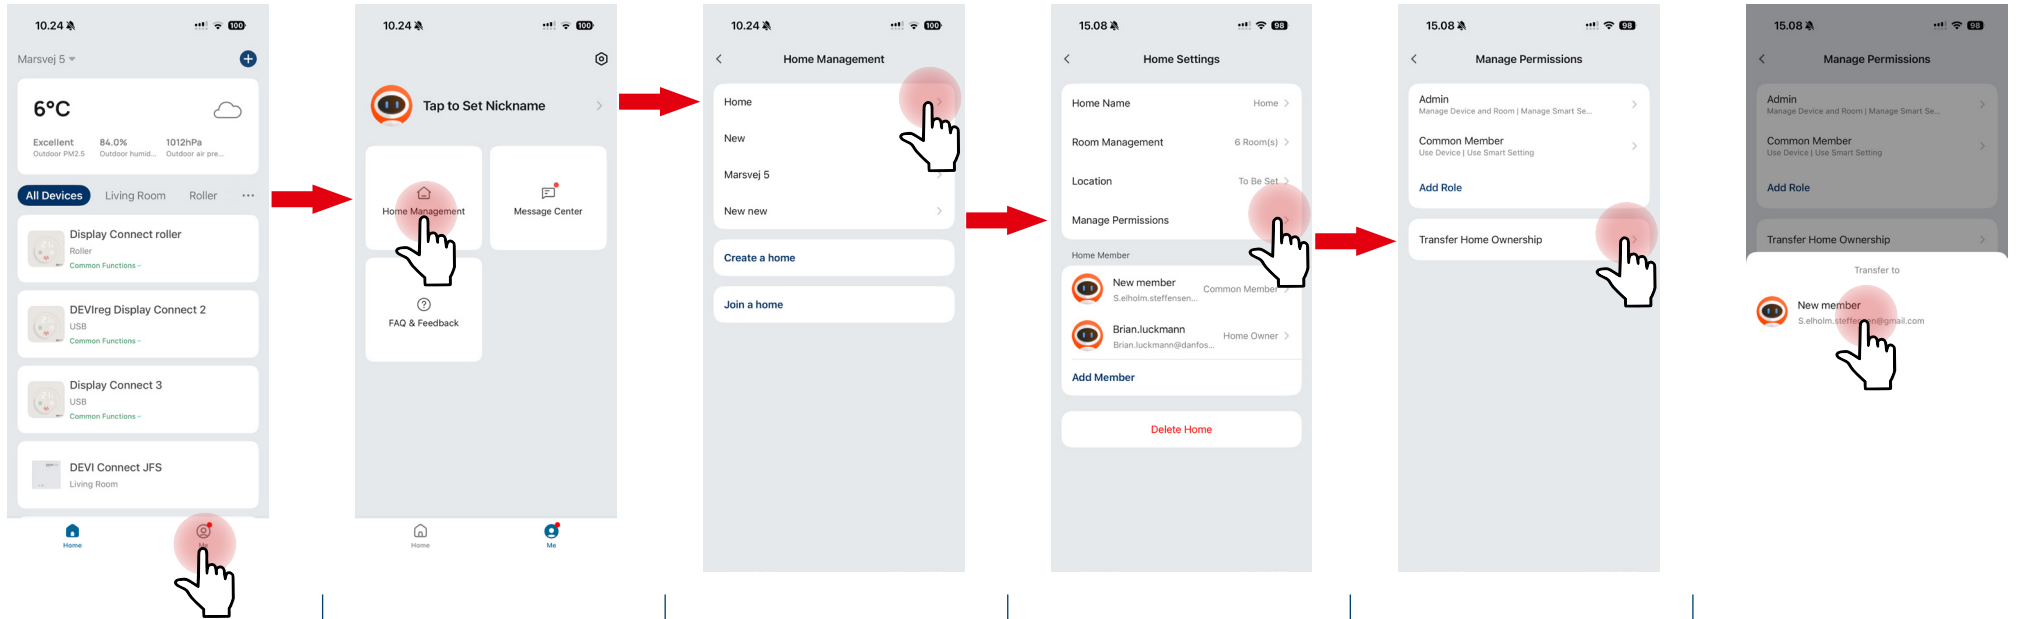 10.24
100
Marsvej 5
6°C
Excellent
Outdoor PM2.5
84.0%
Outdoor humid...
1012hPa
Outdoor air pre...
All Devices
Living Room
Roller
Display Connect roller
Roller
Common Functions
DEVIreg Display Connect 2
USB
Common Functions
Display Connect 3
USB
Common Functions
DEVI Connect JFS
Living Room
Home
Me
10.24
100
Tap to Set Nickname
Home Management
Message Center
FAQ & Feedback
Home
Me
10.24
100
Home Management
Home
New
Marsvej 5
New new
Create a home
Join a home
15.08
98
Home Settings
Home Name
Home
Room Management
6 Room(s)
Location
To Be Set
Manage Permissions
Home Member
New member
S.elholm.steffensen...
Common Member
Brian.luckmann
Brian.luckmann@danfos...
Home Owner
Add Member
Delete Home
15.08
98
Manage Permissions
Admin
Manage Device and Room | Manage Smart Se...
Common Member
Use Device | Use Smart Setting
Add Role
Transfer Home Ownership
15.08
98
Manage Permissions
Admin
Manage Device and Room | Manage Smart Se...
Common Member
Use Device | Use Smart Setting
Add Role
Transfer Home Ownership
Transfer to
New member
S.elholm.steffensen@gmail.com